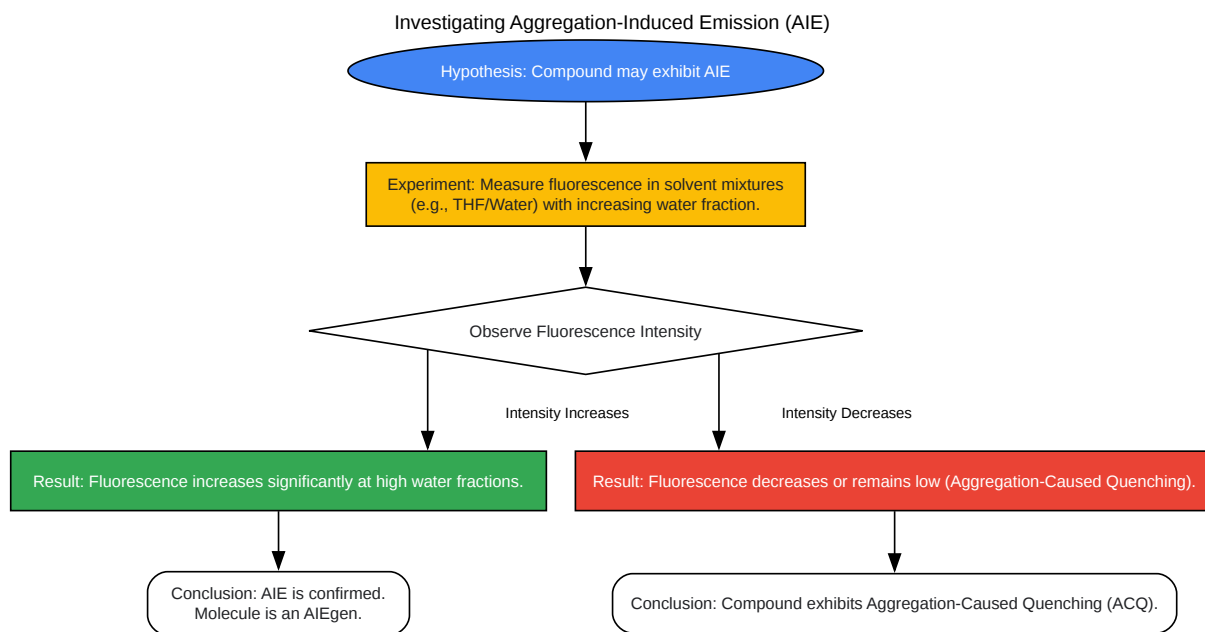 Investigating Aggregation-Induced Emission (AIE)
Hypothesis: Compound may exhibit AIE
Experiment: Measure fluorescence in solvent mixtures
(e.g., THF/Water) with increasing water fraction.
Observe Fluorescence Intensity
Intensity Increases
Intensity Decreases
Result: Fluorescence increases significantly at high water fractions.
Result: Fluorescence decreases or remains low (Aggregation-Caused Quenching).
Conclusion: AIE is confirmed.
Molecule is an AIEgen.
Conclusion: Compound exhibits Aggregation-Caused Quenching (ACQ).